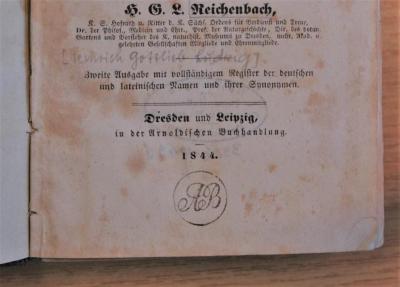 H. G. L. Reichenbach,
K. S. Hofrath u. Ritter d. K. Sächs. Ordens für Verdienst und Treue,
Dr. der Philos., Medicin und Chir., Prof. der Naturgeschichte, Dir. des botan.
Gartens und Vorsteher des K. naturhist. Museums zu Dresden, mehr. Akad. u.
gelehrten Gesellschaften Mitgliede und Ehrenmitgliede.
[Heinrich Gottlieb Ludwig]
Zweite Ausgabe mit vollständigem Register der deutschen
und lateinischen Namen und ihrer Synonymen.
Dresden und Leipzig,
in der Arnoldischen Buchhandlung.
1844.
AB